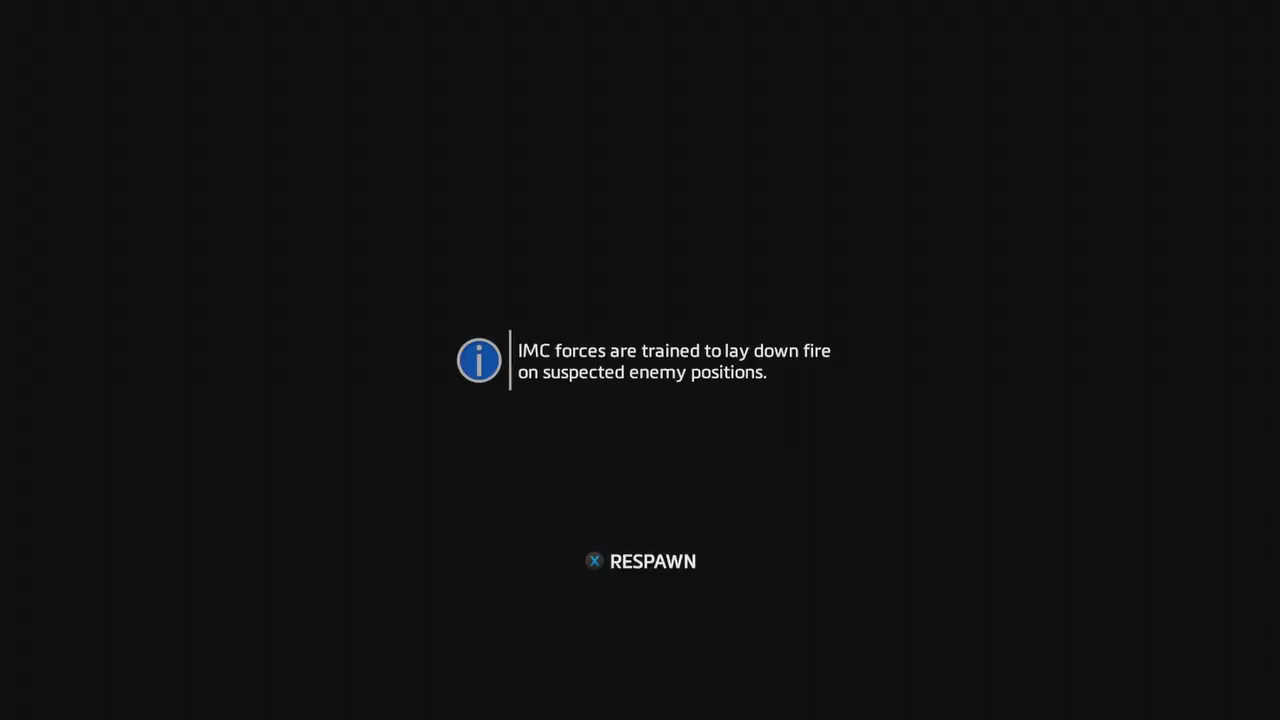 IMC forces are trained to lay down fire
on suspected enemy positions.
X RESPAWN